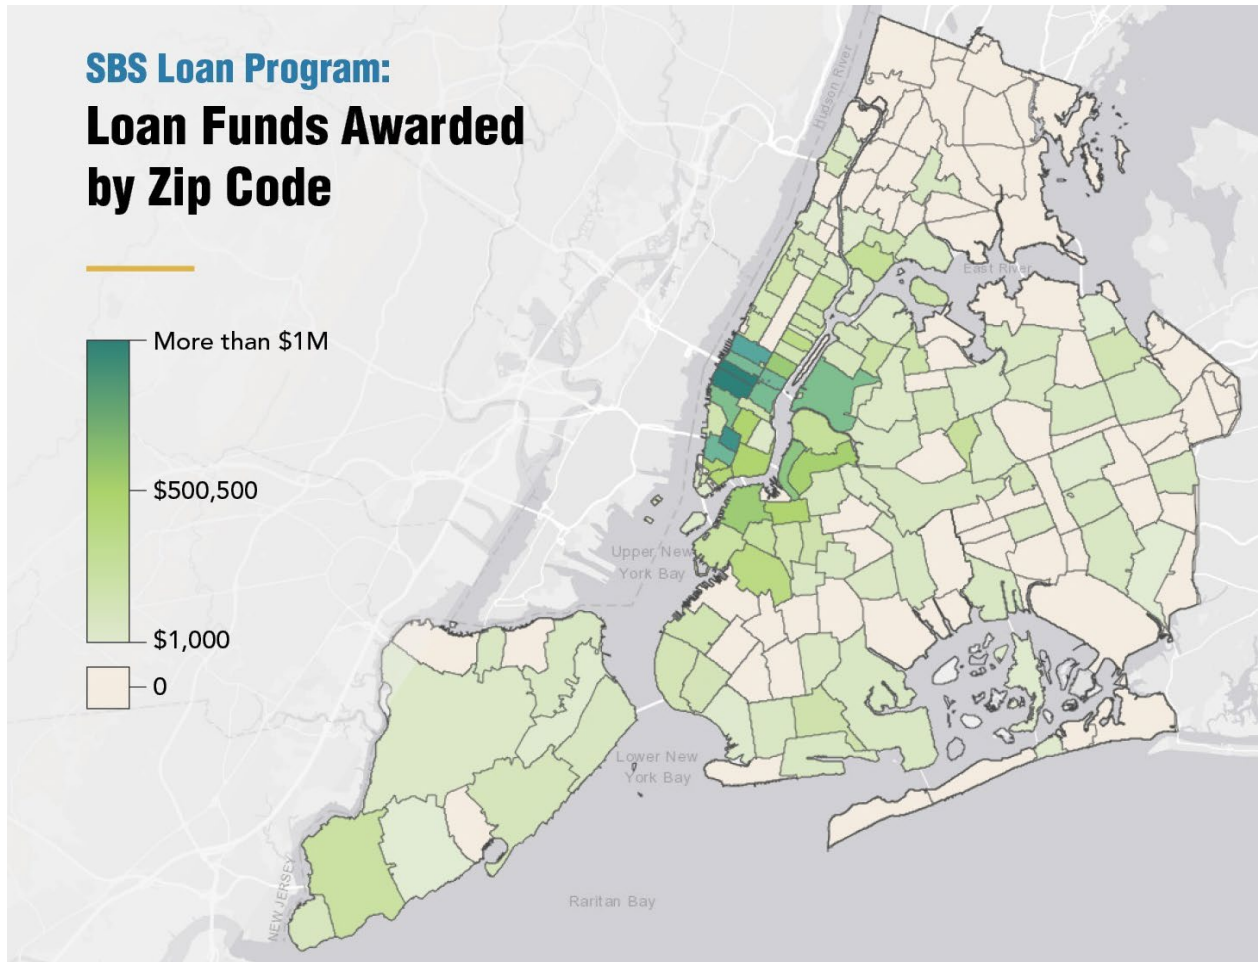 SBS Loan Program:
Loan Funds Awarded
by Zip Code
More than $1M
$500,500
$1,000
0
Hudson River
East River
Upper New
York Bay
Lower New
York Bay
NEW JERSEY
Raritan Bay